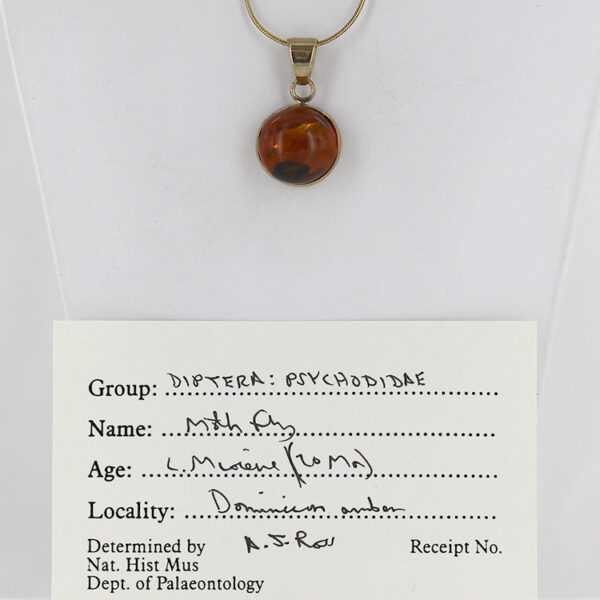 Group: DIPTERA: PSYCHODIDAE
Name: Moth fly
Age: L. Miocene (20 Ma)
Locality: Dominican amber
Determined by A.J. Ross Receipt No.
Nat. Hist Mus
Dept. of Palaeontology